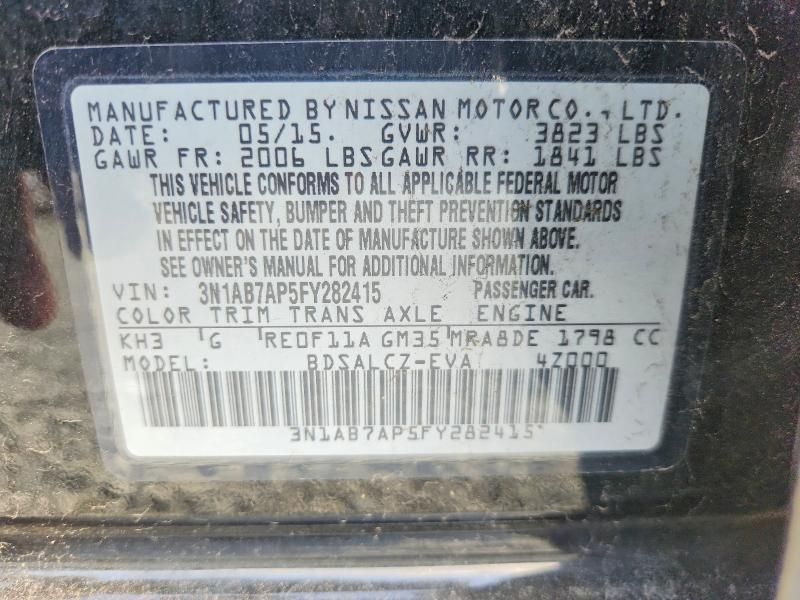 MANUFACTURED BY NISSAN MOTOR CO., LTD.
DATE: 05/15. GVWR: 3823 LBS
GAWR FR: 2006 LBS GAWR RR: 1841 LBS
THIS VEHICLE CONFORMS TO ALL APPLICABLE FEDERAL MOTOR
VEHICLE SAFETY, BUMPER AND THEFT PREVENTION STANDARDS
IN EFFECT ON THE DATE OF MANUFACTURE SHOWN ABOVE.
SEE OWNER'S MANUAL FOR ADDITIONAL INFORMATION.
VIN: 3N1AB7AP5FY282415 PASSENGER CAR.
COLOR TRIM TRANS AXLE ENGINE
KH3 G RE0F11A GM35 MRA8DE 1798 CC
MODEL: BDSALCZ-EVA 4Z000
3N1AB7AP5FY282415